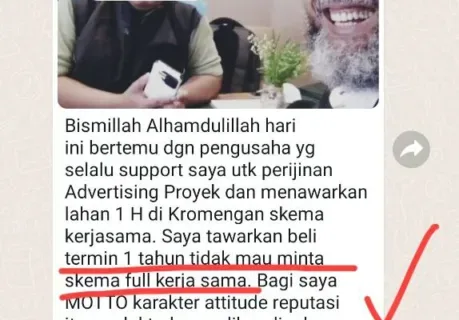 Bismillah Alhamdulillah hari
ini bertemu dgn pengusaha yg
selalu support saya utk perijinan
Advertising Proyek dan menawarkan
lahan 1 H di Kromengan skema
kerjasama. Saya tawarkan beli
termin 1 tahun tidak mau minta
skema full kerja sama. Bagi saya
MOTTO karakter attitude reputasi